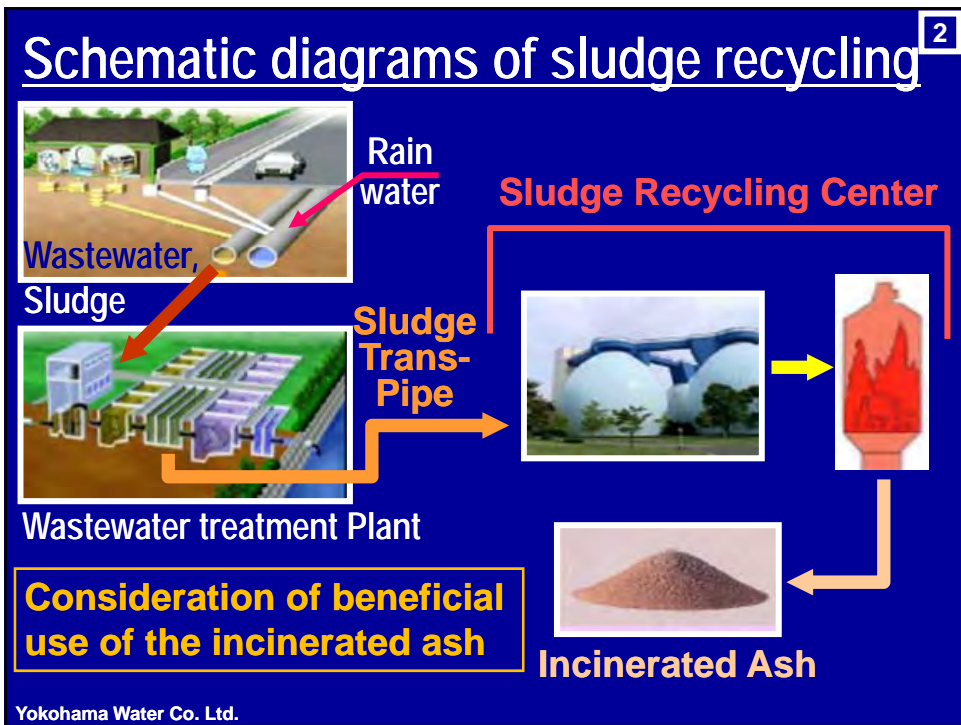 2
Schematic diagrams of sludge recycling
Rain
water
Sludge Recycling Center
Wastewater,
Sludge
Sludge
Trans-
Pipe
Wastewater treatment Plant
Consideration of beneficial
use of the incinerated ash
Incinerated Ash
Yokohama Water Co. Ltd.